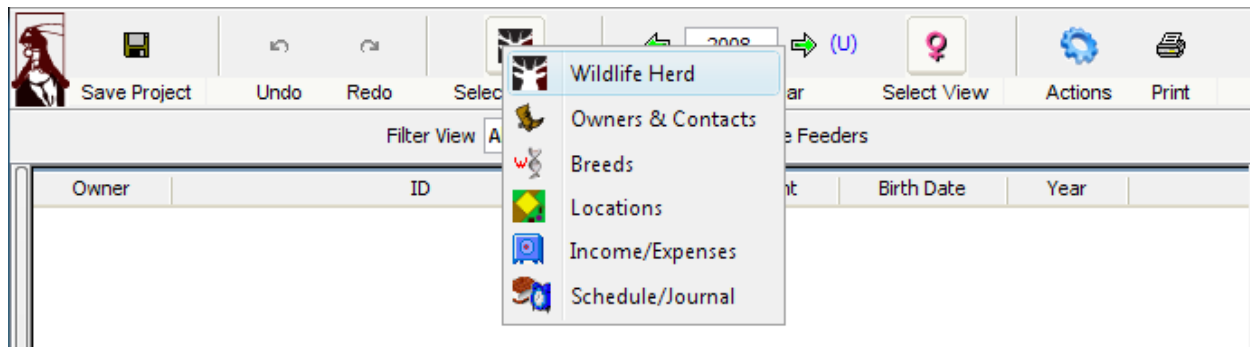 2008
(U)
Save Project Undo Redo Selec ar Select View Actions Print
Wildlife Herd
Filter View A e Feeders
Owners & Contacts
Breeds
Owner ID nt Birth Date Year
Locations
Income/Expenses
Schedule/Journal